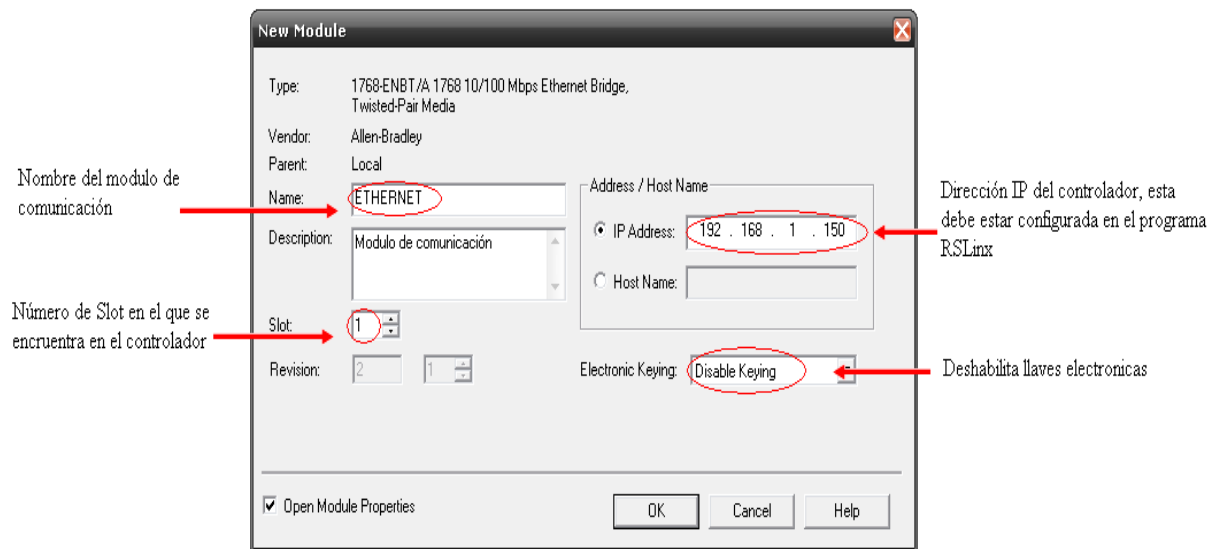 New Module
Type:
1768-ENBT/A 1768 10/100 Mbps Ethernet Bridge,
Twisted-Pair Media
Vendor:
Allen-Bradley
Parent:
Local
Name:
ETHERNET
Description:
Modulo de comunicación
Slot:
1
Revision:
2
1
Address / Host Name
IP Address:
192 . 168 . 1 . 150
Host Name:
Electronic Keying:
Disable Keying
Open Module Properties
OK
Cancel
Help
Nombre del modulo de
comunicación
Número de Slot en el que se
encruentra en el controlador
Dirección IP del controlador, esta
debe estar configurada en el programa
RSLinx
Deshabilita llaves electronicas